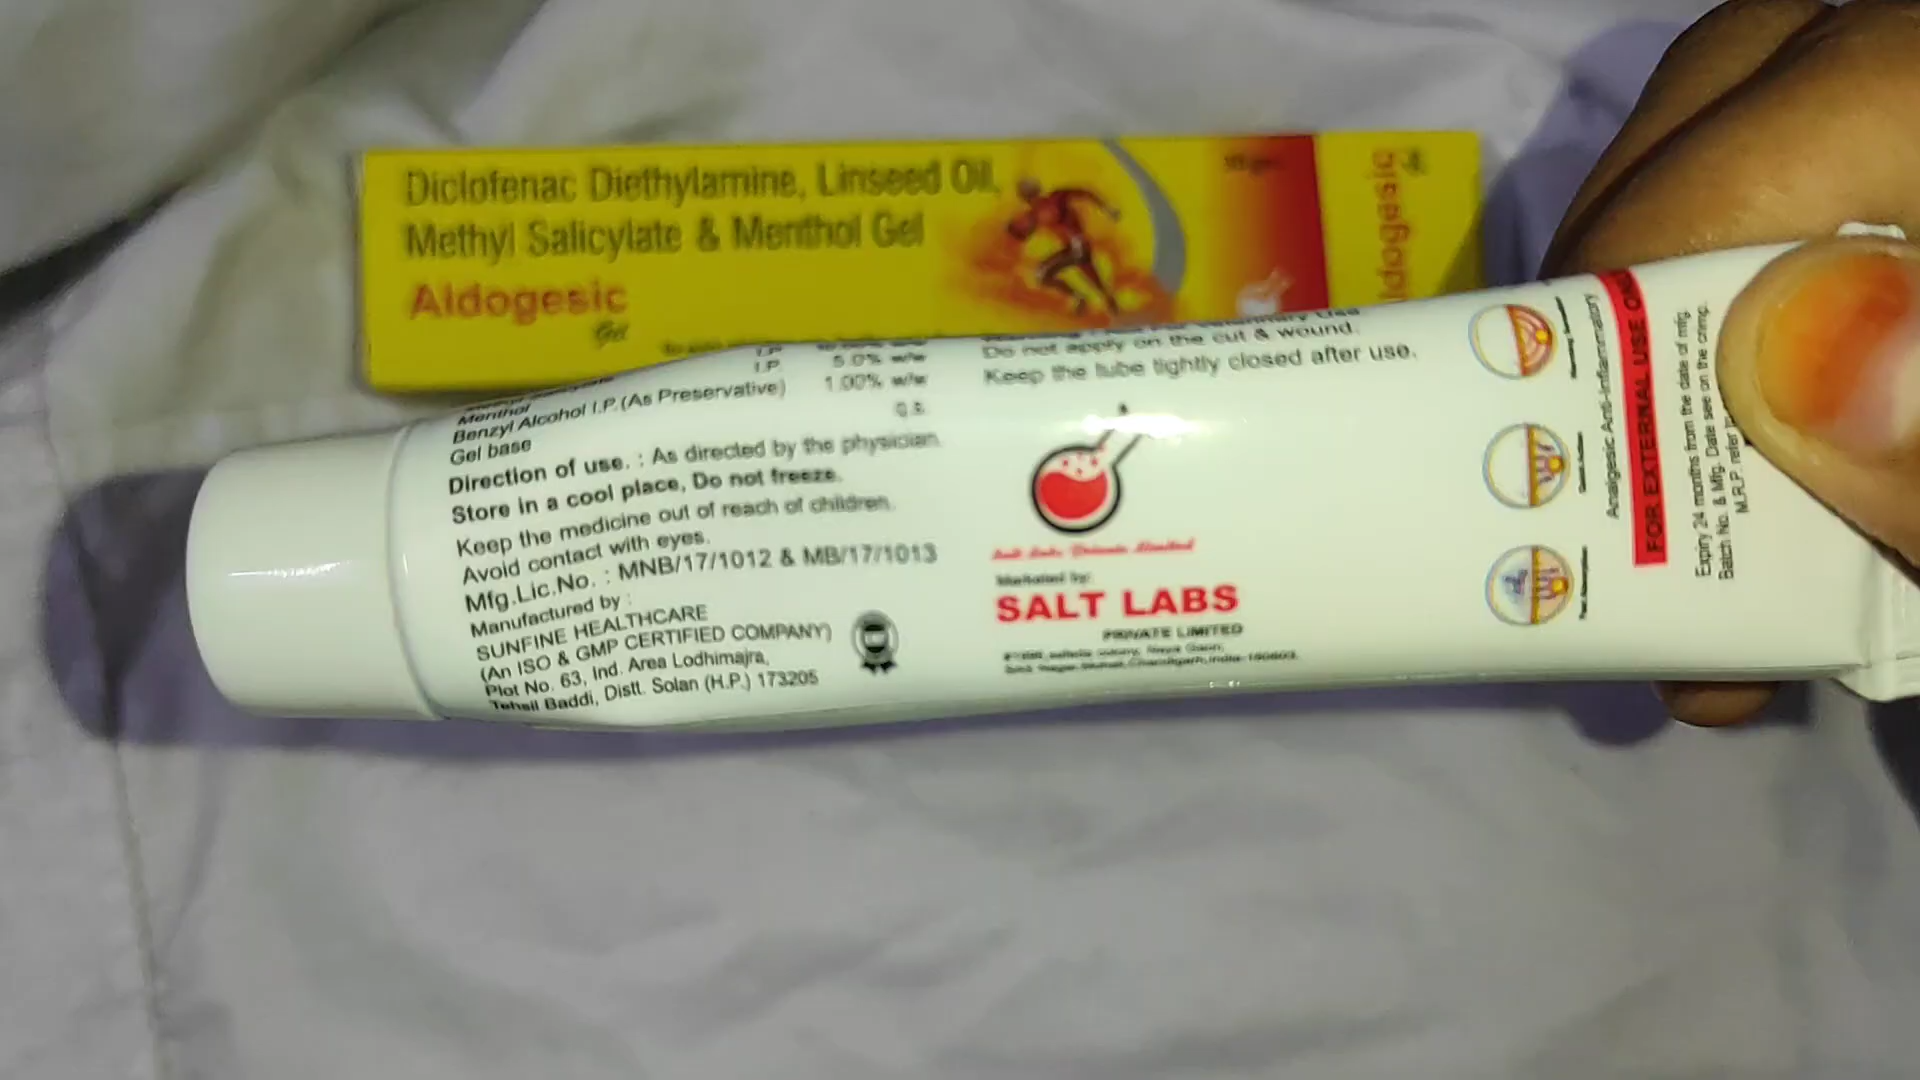 Diclofenac Diethylamine, Linseed Oil,
Methyl Salicylate & Menthol Gel
Aldogesic
Gel
I.P.
I.P. 5.0% w/w
Menthol
Benzyl Alcohol I.P.(As Preservative) 1.00% w/w
Gel base q.s.
Direction of use. : As directed by the physician.
Store in a cool place, Do not freeze.
Keep the medicine out of reach of children.
Avoid contact with eyes.
Mfg.Lic.No. : MNB/17/1012 & MB/17/1013
Manufactured by :
SUNFINE HEALTHCARE
(An ISO & GMP CERTIFIED COMPANY)
Plot No. 63, Ind. Area Lodhimajra,
Tehsil Baddi, Distt. Solan (H.P.) 173205
Do not apply on the cut & wound.
Keep the tube tightly closed after use.
Salt Labs Private Limited
Marketed by:
SALT LABS
PRIVATE LIMITED
Analgesic Anti-inflammatory
FOR EXTERNAL USE
Expiry 24 months from the date of mfg.
Batch No. & Mfg. Date see on the crimp.
M.R.P. refer